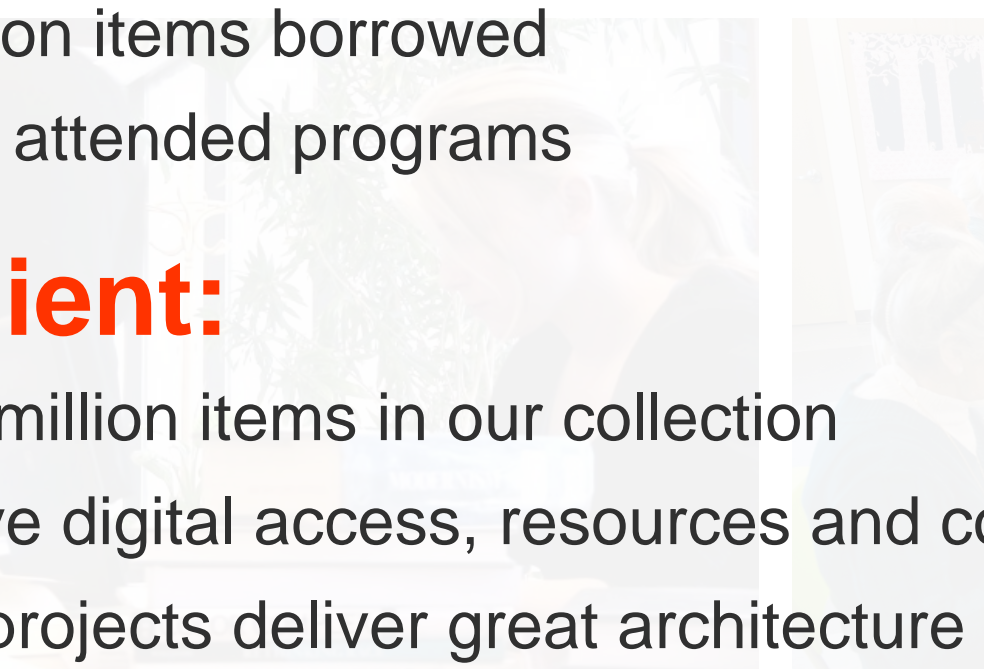 on items borrowed
attended programs
ient:
million items in our collection
ve digital access, resources and co
projects deliver great architecture